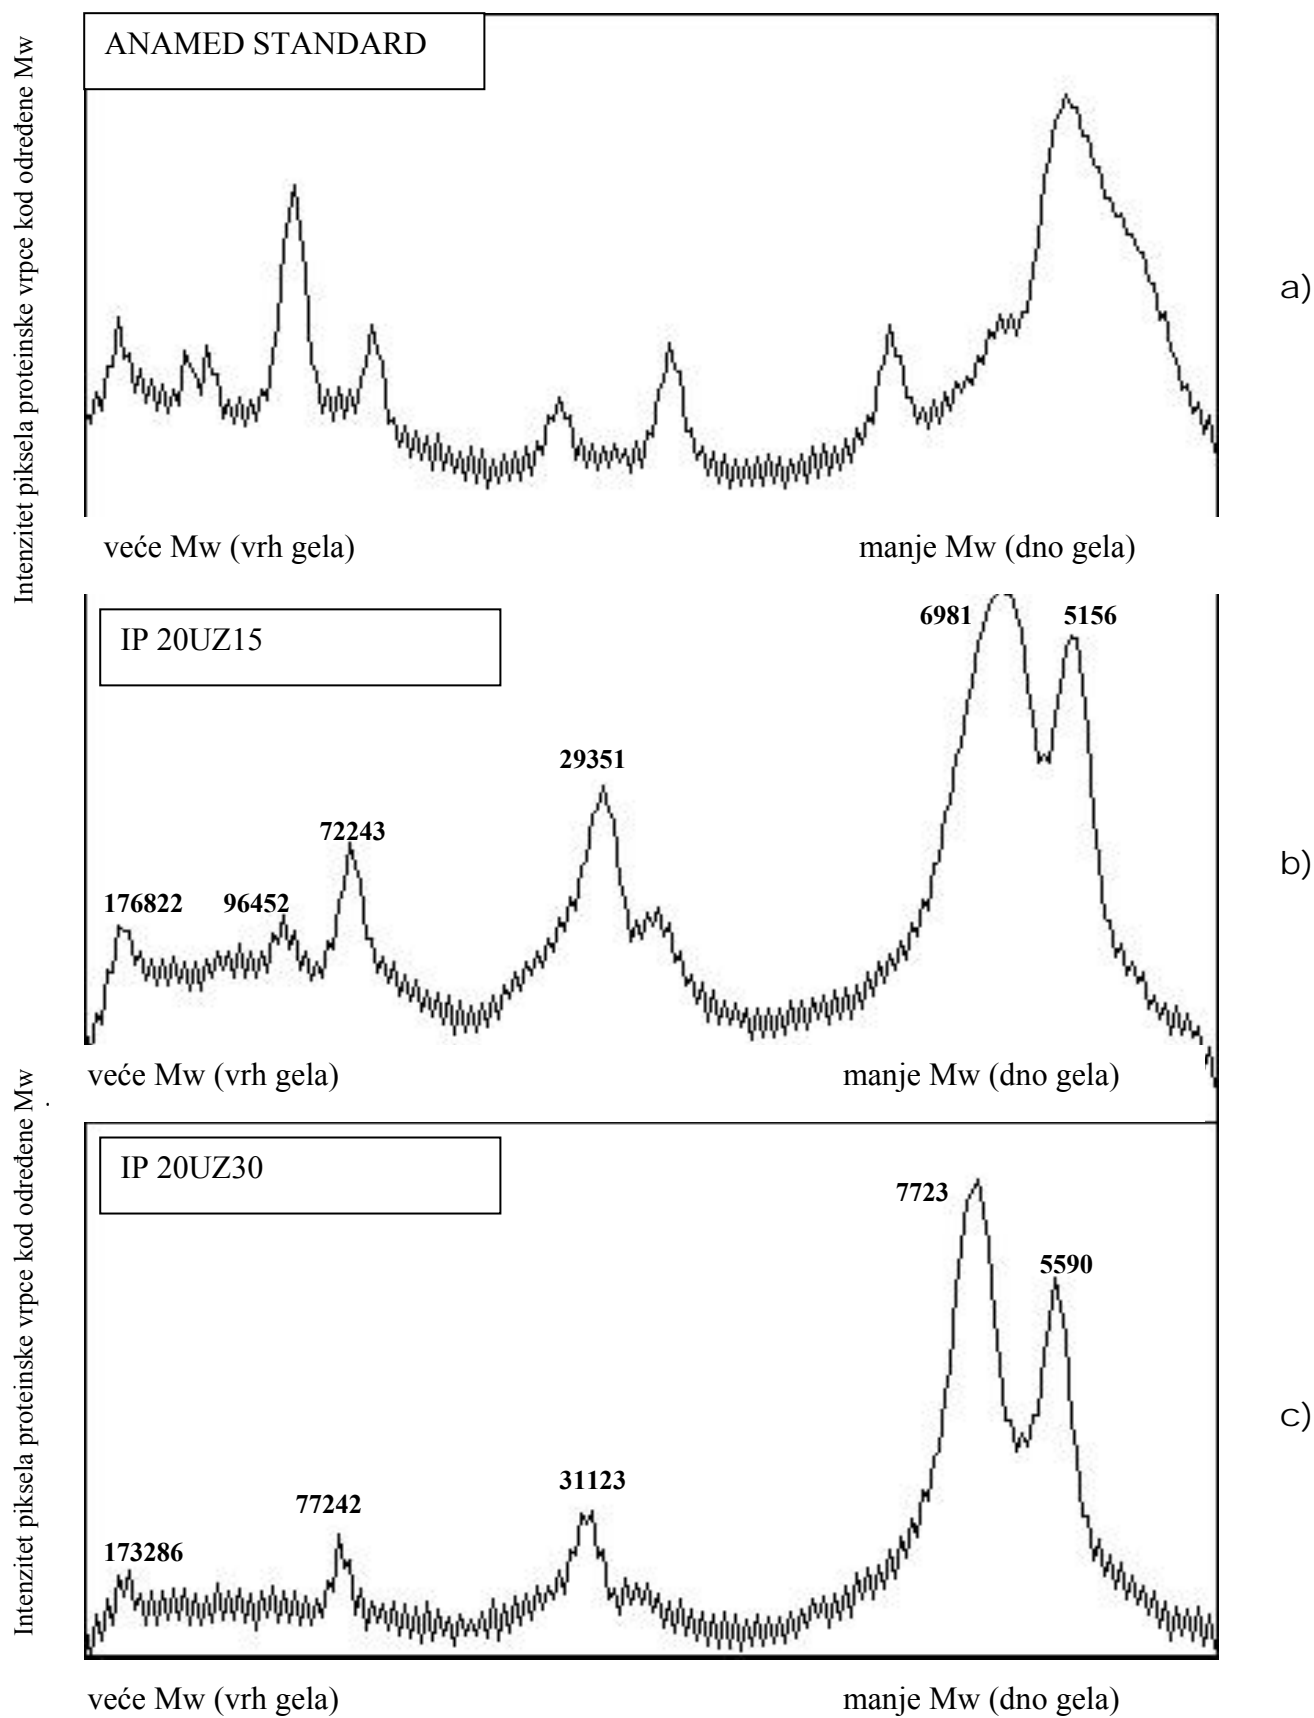 ANAMED STANDARD
Intenzitet piksela proteinske vrpce kod određene Mw
a)
veće Mw (vrh gela)
manje Mw (dno gela)
IP 20UZ15
6981
5156
29351
72243
176822
96452
b)
veće Mw (vrh gela)
manje Mw (dno gela)
Intenzitet piksela proteinske vrpce kod određene Mw
IP 20UZ30
7723
5590
31123
77242
173286
c)
veće Mw (vrh gela)
manje Mw (dno gela)